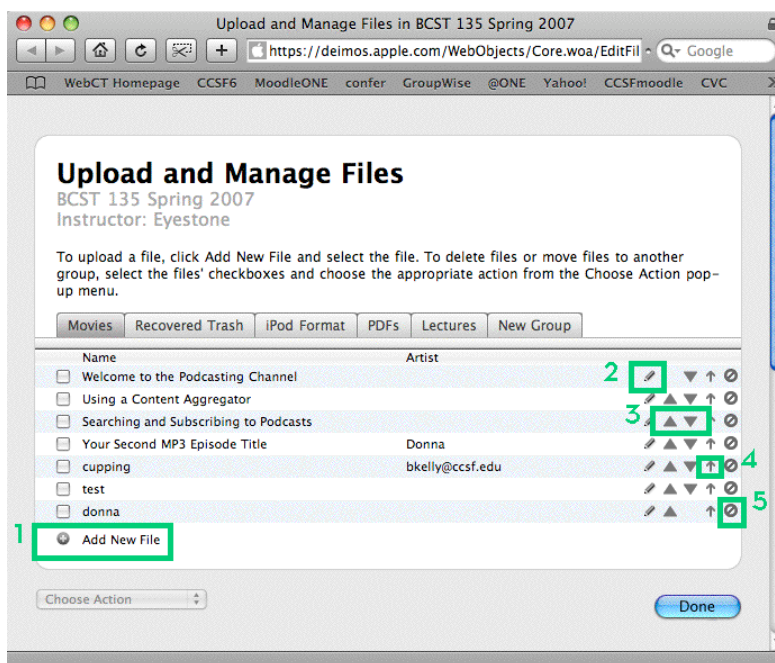 Upload and Manage Files in BCST 135 Spring 2007
https://deimos.apple.com/WebObjects/Core.woa/EditFil
Google
WebCT Homepage CCSF6 MoodleONE confer GroupWise @ONE Yahoo! CCSFmoodle CVC
Upload and Manage Files
BCST 135 Spring 2007
Instructor: Eyestone
To upload a file, click Add New File and select the file. To delete files or move files to another
group, select the files' checkboxes and choose the appropriate action from the Choose Action pop-
up menu.
Movies Recovered Trash iPod Format PDFs Lectures New Group
Name Artist
Welcome to the Podcasting Channel 2
Using a Content Aggregator
Searching and Subscribing to Podcasts 3
Your Second MP3 Episode Title Donna
cupping bkelly@ccsf.edu 4
test
donna 5
1 Add New File
Choose Action
Done